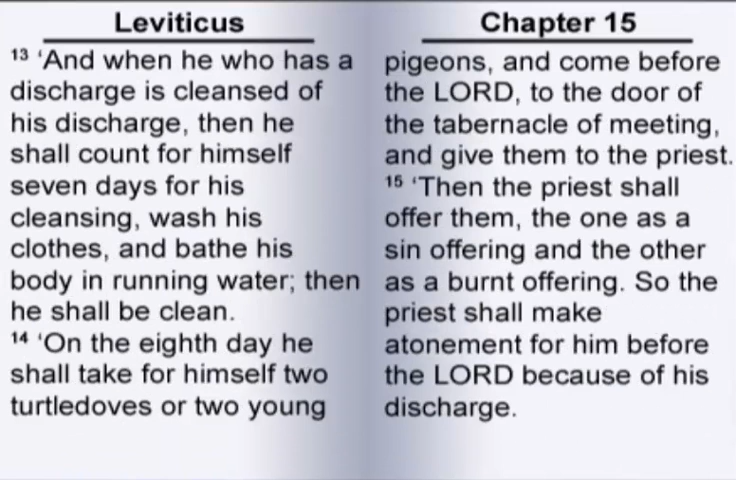 Leviticus
13 ‘And when he who has a
discharge is cleansed of
his discharge, then he
shall count for himself
seven days for his
cleansing, wash his
clothes, and bathe his
body in running water; then
he shall be clean.
14 ‘On the eighth day he
shall take for himself two
turtledoves or two young
Chapter 15
pigeons, and come before
the LORD, to the door of
the tabernacle of meeting,
and give them to the priest.
15 ‘Then the priest shall
offer them, the one as a
sin offering and the other
as a burnt offering. So the
priest shall make
atonement for him before
the LORD because of his
discharge.